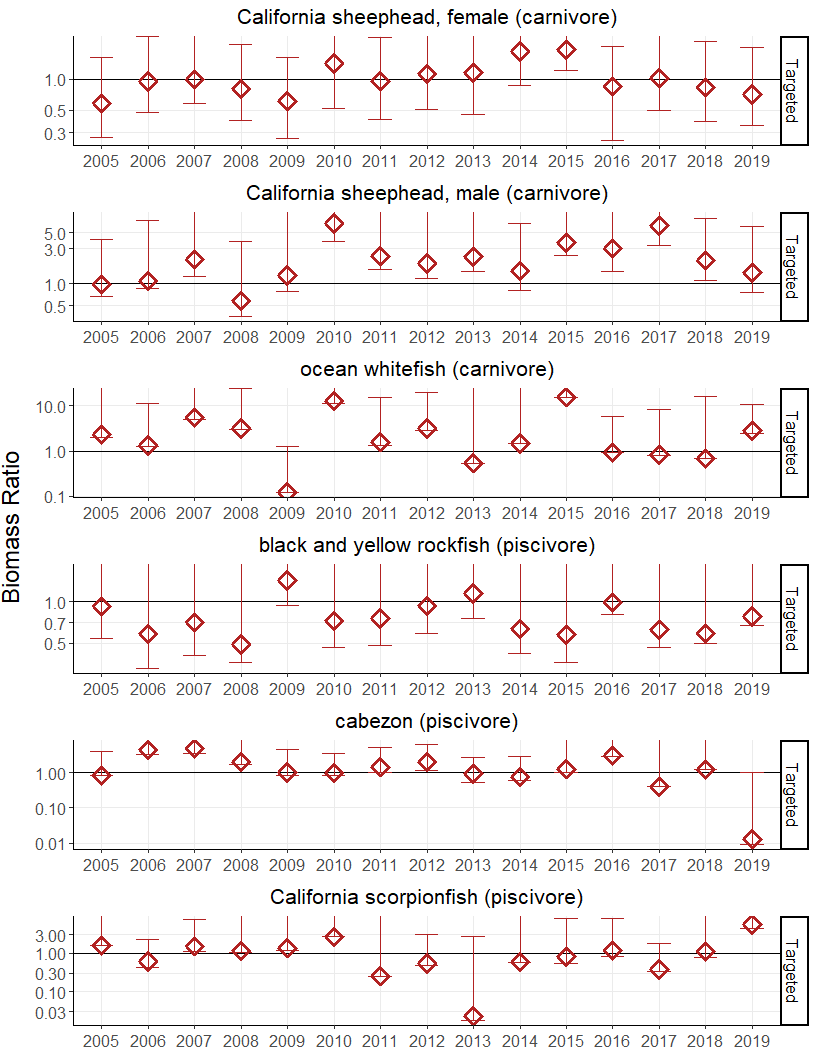 California sheephead, female (carnivore)
1.0
0.5
0.3
Targeted
2005 2006 2007 2008 2009 2010 2011 2012 2013 2014 2015 2016 2017 2018 2019
California sheephead, male (carnivore)
5.0
3.0
1.0
0.5
Targeted
2005 2006 2007 2008 2009 2010 2011 2012 2013 2014 2015 2016 2017 2018 2019
ocean whitefish (carnivore)
10.0
1.0
0.1
Targeted
2005 2006 2007 2008 2009 2010 2011 2012 2013 2014 2015 2016 2017 2018 2019
Biomass Ratio
black and yellow rockfish (piscivore)
1.0
0.7
0.5
Targeted
2005 2006 2007 2008 2009 2010 2011 2012 2013 2014 2015 2016 2017 2018 2019
cabezon (piscivore)
1.00
0.10
0.01
Targeted
2005 2006 2007 2008 2009 2010 2011 2012 2013 2014 2015 2016 2017 2018 2019
California scorpionfish (piscivore)
3.00
1.00
0.30
0.10
0.03
Targeted
2005 2006 2007 2008 2009 2010 2011 2012 2013 2014 2015 2016 2017 2018 2019